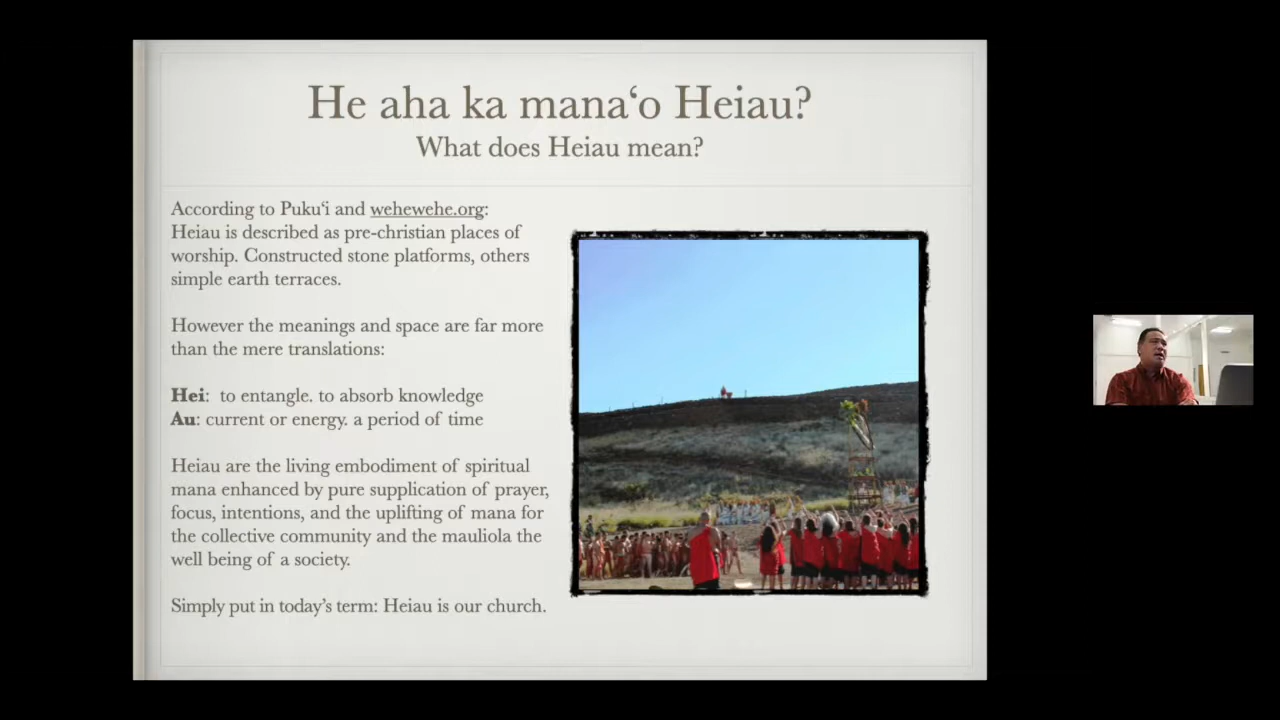 He aha ka mana‘o Heiau?
What does Heiau mean?
According to Puku‘i and wehewehe.org:
Heiau is described as pre-christian places of
worship. Constructed stone platforms, others
simple earth terraces.
However the meanings and space are far more
than the mere translations:
Hei:  to entangle. to absorb knowledge
Au: current or energy. a period of time
Heiau are the living embodiment of spiritual
mana enhanced by pure supplication of prayer,
focus, intentions, and the uplifting of mana for
the collective community and the mauliola the
well being of a society.
Simply put in today’s term: Heiau is our church.